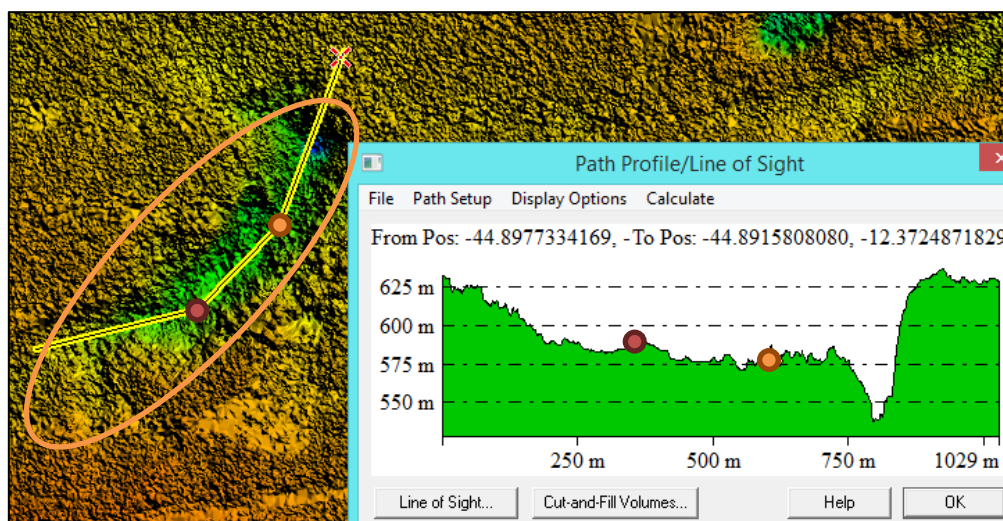 Path Profile/Line of Sight
File Path Setup Display Options Calculate
From Pos: -44.8977334169, -To Pos: -44.8915808080, -12.3724871829
625 m
600 m
575 m
550 m
250 m 500 m 750 m 1029 m
Line of Sight... Cut-and-Fill Volumes... Help OK